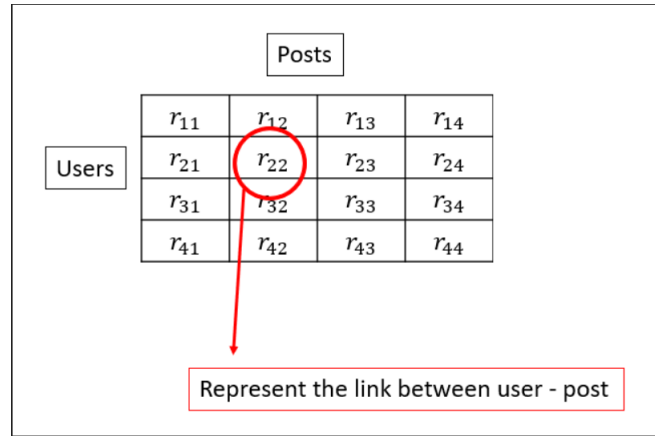 Posts
r₁₁ r₁₂ r₁₃ r₁₄
Users
r₂₁ r₂₂ r₂₃ r₂₄
r₃₁ r₃₂ r₃₃ r₃₄
r₄₁ r₄₂ r₄₃ r₄₄
Represent the link between user - post